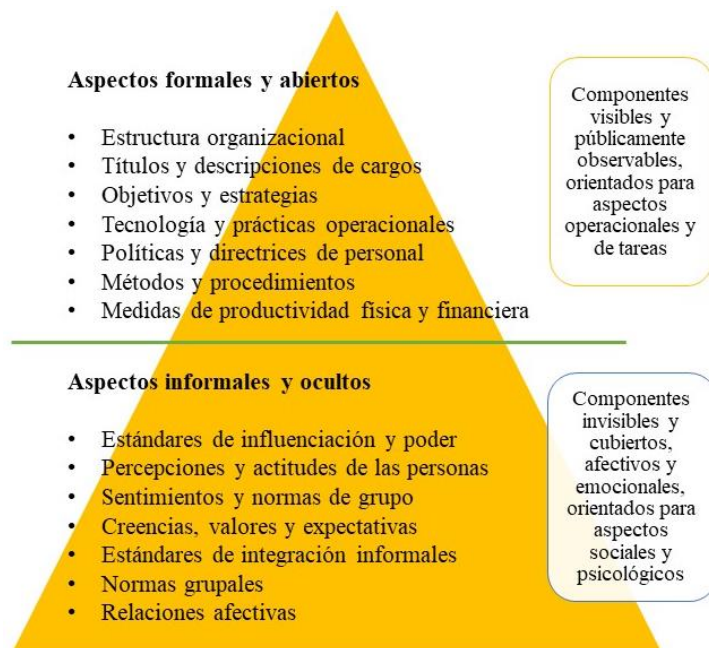 Aspectos formales y abiertos
• Estructura organizacional
• Títulos y descripciones de cargos
• Objetivos y estrategias
• Tecnología y prácticas operacionales
• Políticas y directrices de personal
• Métodos y procedimientos
• Medidas de productividad física y financiera
Componentes
visibles y
públicamente
observables,
orientados para
aspectos
operacionales y
de tareas
Aspectos informales y ocultos
• Estándares de influenciación y poder
• Percepciones y actitudes de las personas
• Sentimientos y normas de grupo
• Creencias, valores y expectativas
• Estándares de integración informales
• Normas grupales
• Relaciones afectivas
Componentes
invisibles y
cubiertos,
afectivos y
emocionales,
orientados para
aspectos
sociales y
psicológicos